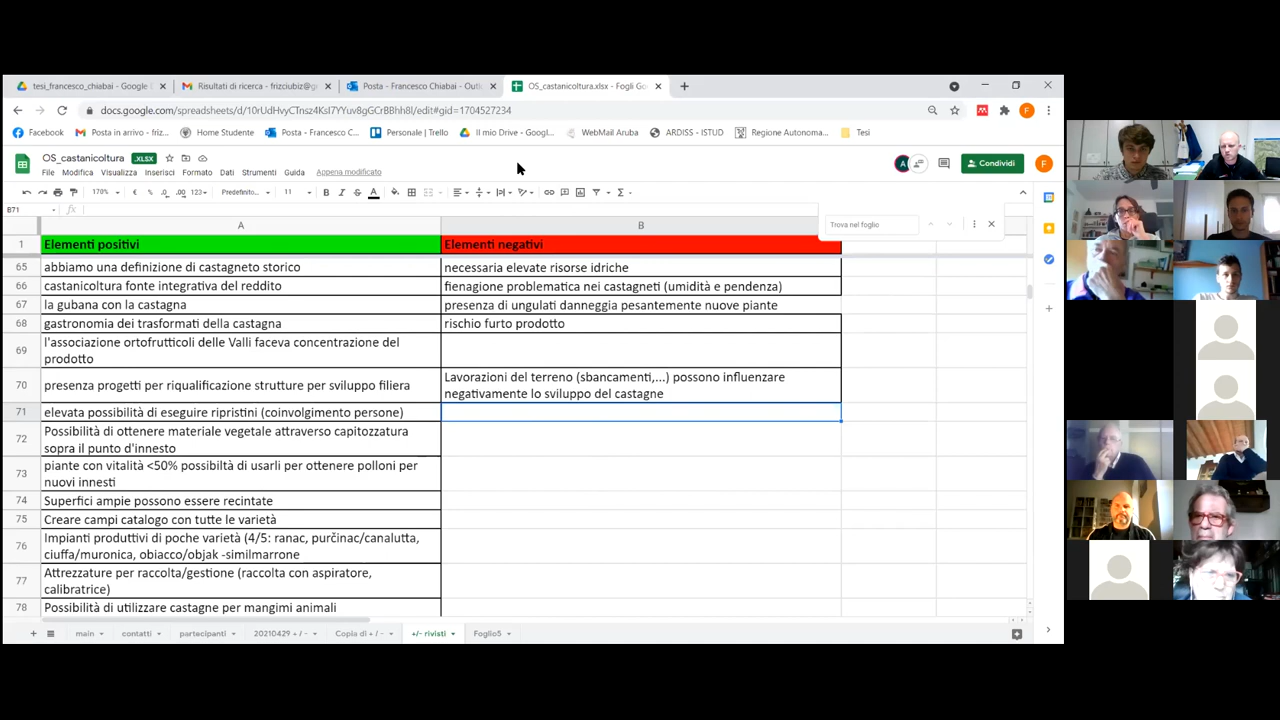 tesi_francesco_chiabai - Google
Risultati di ricerca - frizciubiz@g
Posta - Francesco Chiabai - Outl
OS_castanicoltura.xlsx - Fogli Go
docs.google.com/spreadsheets/d/10rUdHvyCTnsz4KsI7YYuv8gGCrBBhh8l/edit#gid=1704527234
F
Facebook
Posta in arrivo - friz...
Home Studente
Posta - Francesco C...
Personale | Trello
Il mio Drive - Googl...
WebMail Aruba
ARDISS - ISTUD
Regione Autonoma...
Tesi
OS_castanicoltura .XLSX
File Modifica Visualizza Inserisci Formato Dati Strumenti Guida Appena modificato
A
Condividi
F
170% € % .0 .00 123 Predefinito... 11 B I S A
B71 fx
Trova nel foglio
A B
1 Elementi positivi Elementi negativi
65 abbiamo una definizione di castagneto storico necessaria elevate risorse idriche
66 castanicoltura fonte integrativa del reddito fienagione problematica nei castagneti (umidità e pendenza)
67 la gubana con la castagna presenza di ungulati danneggia pesantemente nuove piante
68 gastronomia dei trasformati della castagna rischio furto prodotto
69 l'associazione ortofrutticoli delle Valli faceva concentrazione del
prodotto
70 presenza progetti per riqualificazione strutture per sviluppo filiera Lavorazioni del terreno (sbancamenti,...) possono influenzare
negativamente lo sviluppo del castagne
71 elevata possibilità di eseguire ripristini (coinvolgimento persone)
72 Possibilità di ottenere materiale vegetale attraverso capitozzatura
sopra il punto d'innesto
73 piante con vitalità <50% possibiltà di usarli per ottenere polloni per
nuovi innesti
74 Superfici ampie possono essere recintate
75 Creare campi catalogo con tutte le varietà
76 Impianti produttivi di poche varietà (4/5: ranac, purčinac/canalutta,
ciuffa/muronica, obiacco/objak -similmarrone
77 Attrezzature per raccolta/gestione (raccolta con aspiratore,
calibratrice)
78 Possibilità di utilizzare castagne per mangimi animali
main contatti partecipanti 20210429 + / - Copia di + / - +/- rivisti Foglio5